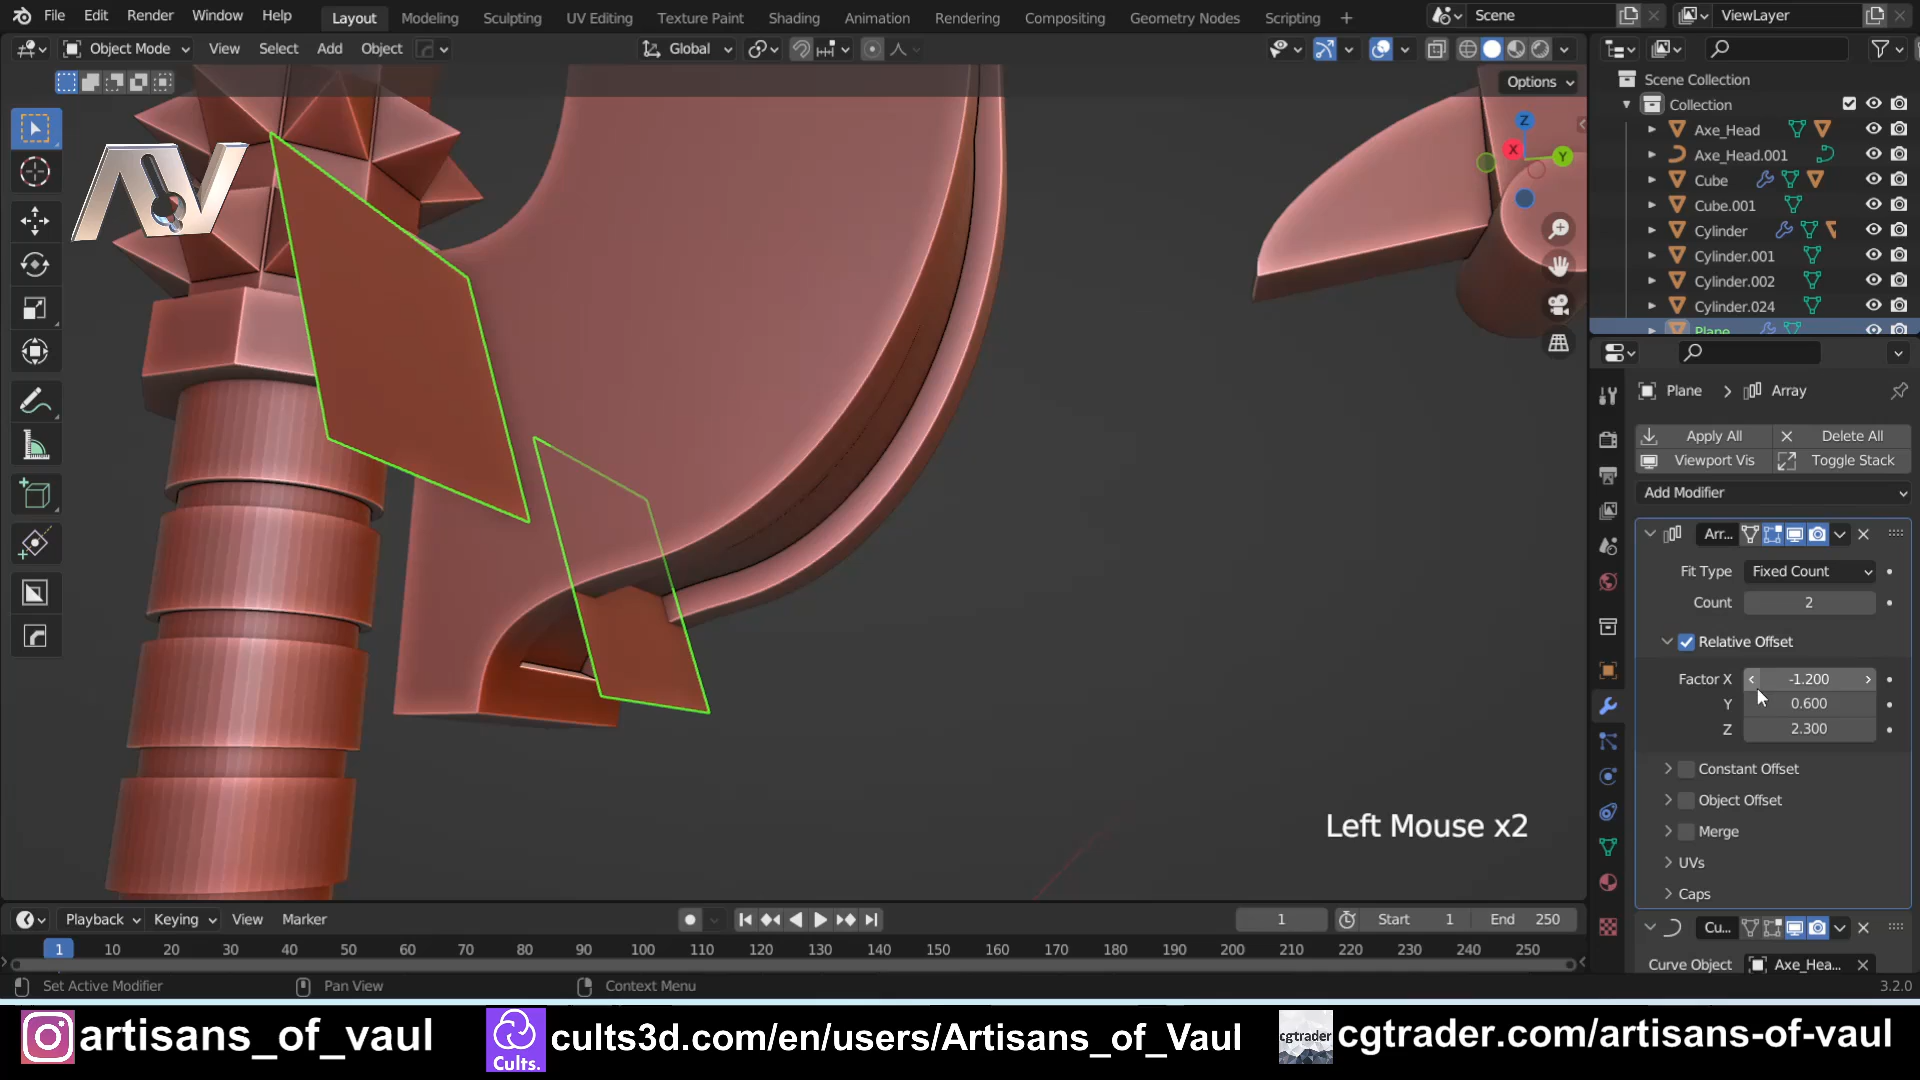 File Edit Render Window Help Layout Modeling Sculpting UV Editing Texture Paint Shading Animation Rendering Compositing Geometry Nodes Scripting + Scene ViewLayer
Object Mode View Select Add Object Global
Options
Scene Collection
Collection
Axe_Head
Axe_Head.001
Cube
Cube.001
Cylinder
Cylinder.001
Cylinder.002
Cylinder.024
Plane
Z
X
Y
Plane > Array
Apply All Delete All
Viewport Vis Toggle Stack
Add Modifier
Arr...
Fit Type Fixed Count
Count 2
Relative Offset
Factor X -1.200
Y 0.600
Z 2.300
Constant Offset
Object Offset
Merge
UVs
Caps
Cu...
Curve Object Axe_Hea...
Left Mouse x2
Playback Keying View Marker 1 Start 1 End 250
1 10 20 30 40 50 60 70 80 90 100 110 120 130 140 150 160 170 180 190 200 210 220 230 240 250
Set Active Modifier Pan View Context Menu 3.2.0
artisans_of_vaul Cults. cults3d.com/en/users/Artisans_of_Vaul cgtrader cgtrader.com/artisans-of-vaul